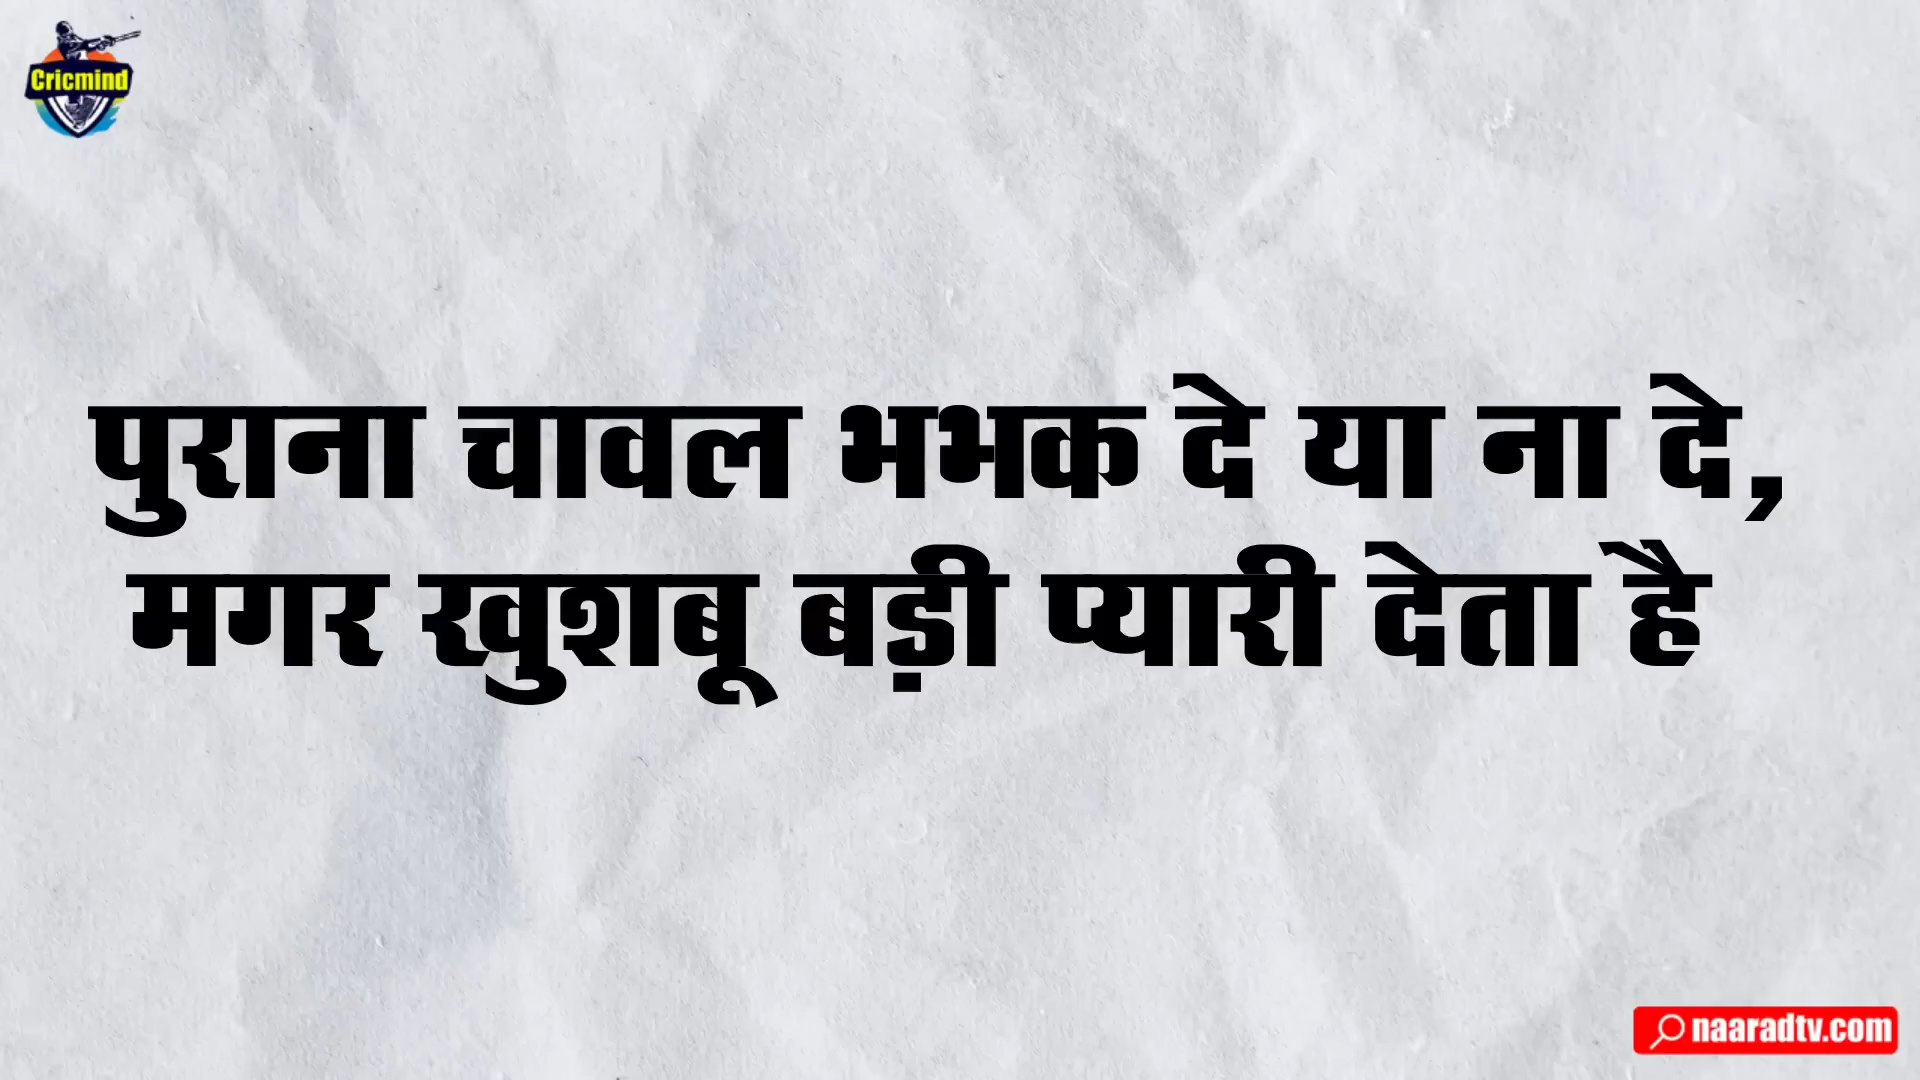 Cricmind
पुराना चावल भभक दे या ना दे,
मगर खुशबू बड़ी प्यारी देता है
naaradtv.com